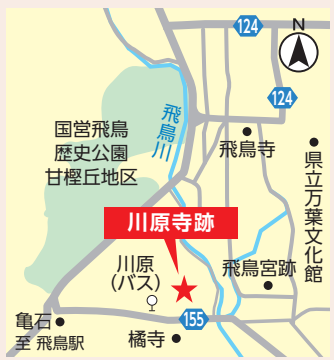 N
124
124
飛鳥川
国営飛鳥
歴史公園
甘樫丘地区
飛鳥寺
県立万葉文化館
川原寺跡
川原
(バス)
飛鳥宮跡
亀石
至 飛鳥駅
155
橘寺